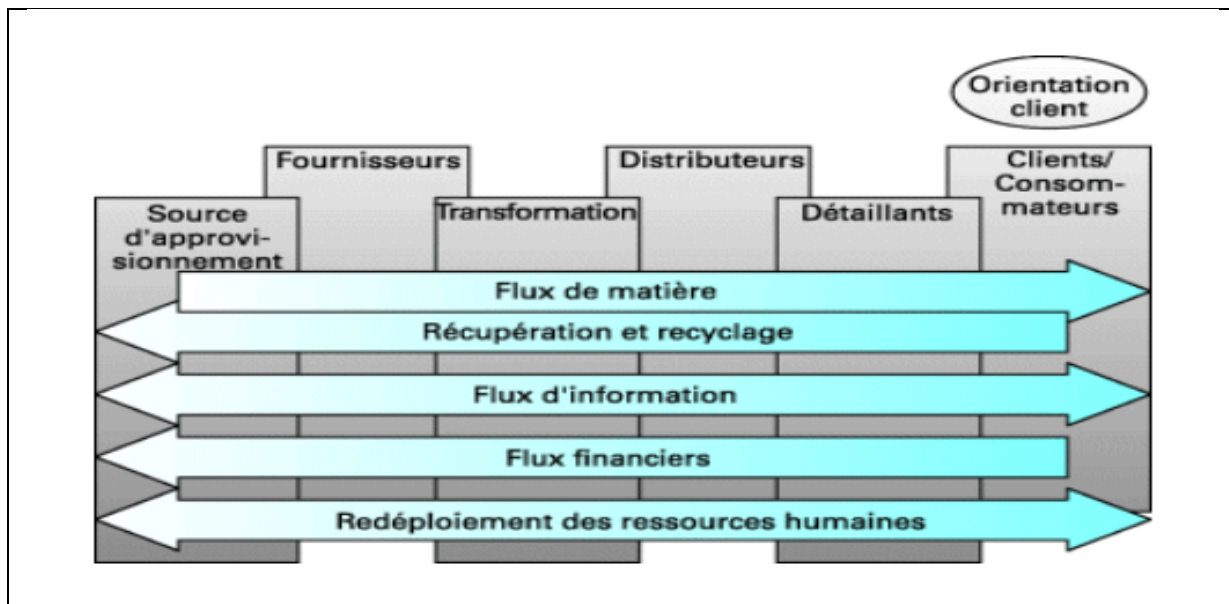 Orientation
client
Fournisseurs
Distributeurs
Clients/
Consom-
mateurs
Source
d'approvi-
sionnement
Transformation
Détaillants
Flux de matière
Récupération et recyclage
Flux d'information
Flux financiers
Redéploiement des ressources humaines